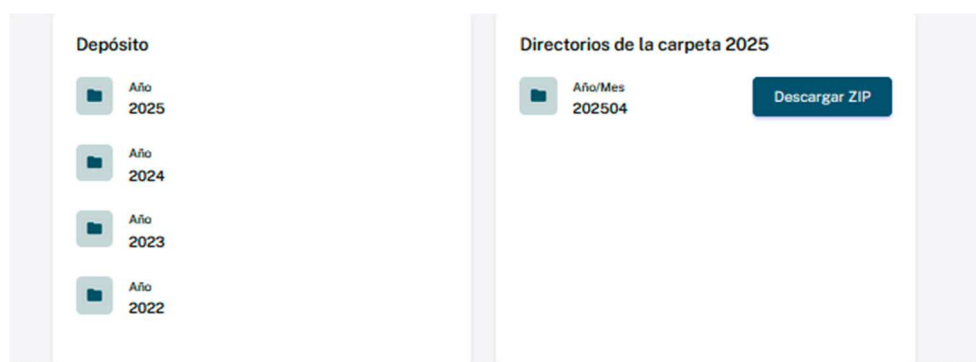 Depósito
Año
2025
Año
2024
Año
2023
Año
2022
Directorios de la carpeta 2025
Año/Mes
202504
Descargar ZIP